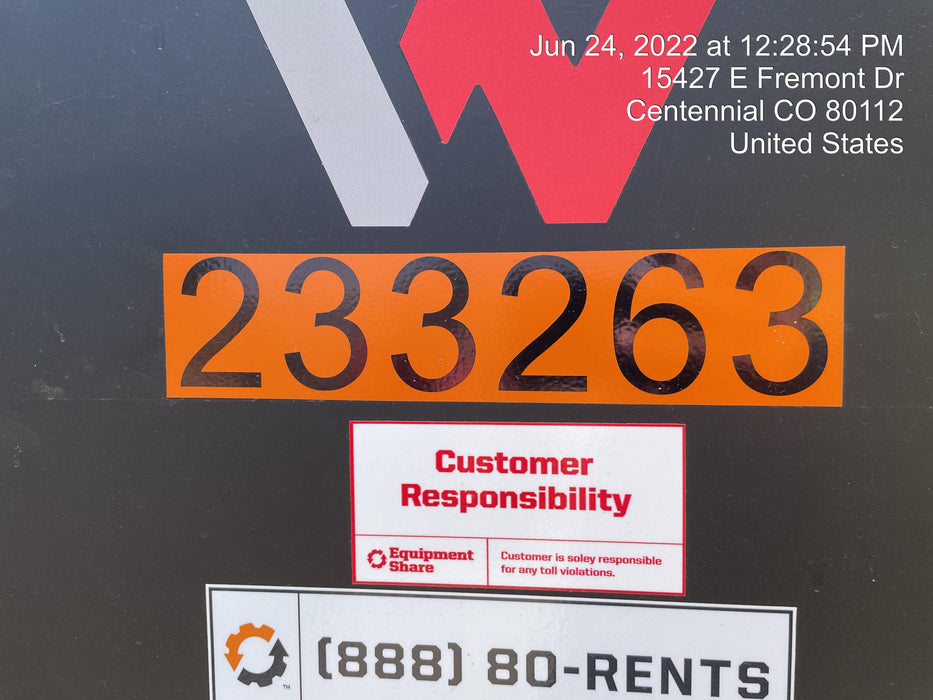 Jun 24, 2022 at 12:28:54 PM
15427 E Fremont Dr
Centennial CO 80112
United States
W
233263
Customer
Responsibility
Equipment
Share
Customer is soley responsible
for any toll violations.
(888) 80-RENTS
TM